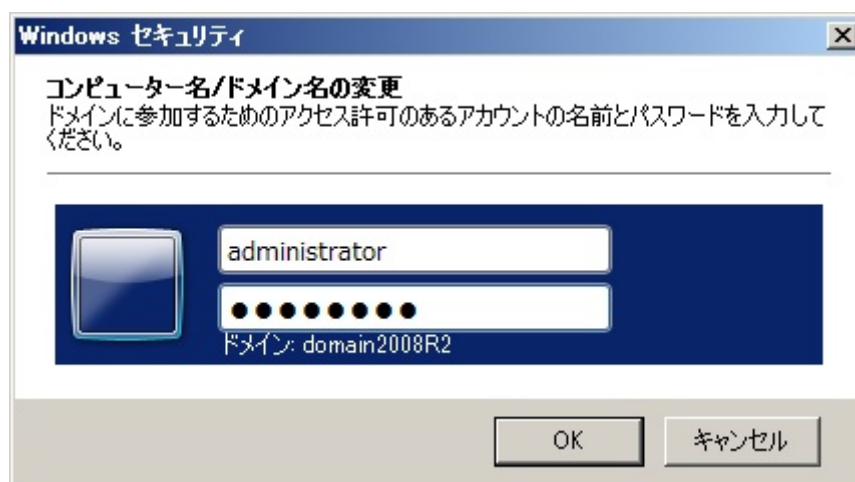 Windows セキュリティ
コンピューター名/ドメイン名の変更
ドメインに参加するためのアクセス許可のあるアカウントの名前とパスワードを入力して
ください。
administrator
●●●●●●●●
ドメイン: domain2008R2
OK
キャンセル